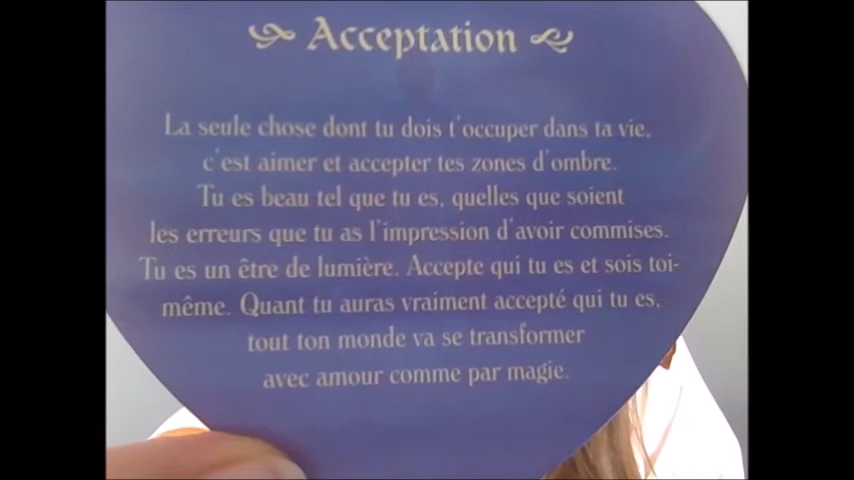 Acceptation
La seule chose dont tu dois t'occuper dans ta vie,
c'est aimer et accepter tes zones d'ombre.
Tu es beau tel que tu es, quelles que soient
les erreurs que tu as l'impression d'avoir commises.
Tu es un être de lumière. Accepte qui tu es et sois toi-
même. Quant tu auras vraiment accepté qui tu es,
tout ton monde va se transformer
avec amour comme par magie.